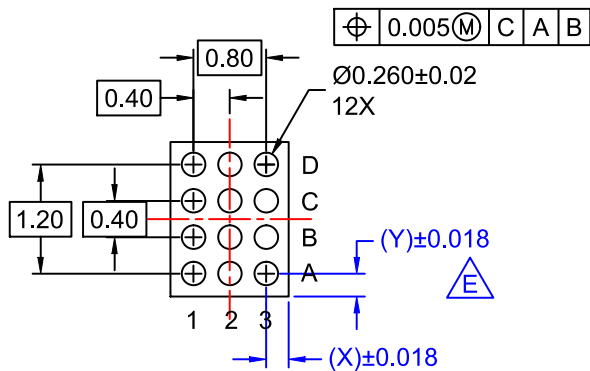 ⌖ 0.005Ⓜ C A B
0.80
Ø0.260±0.02
12X
0.40
D
C
1.20 0.40
B
(Y)±0.018
A
E
1 2 3
(X)±0.018